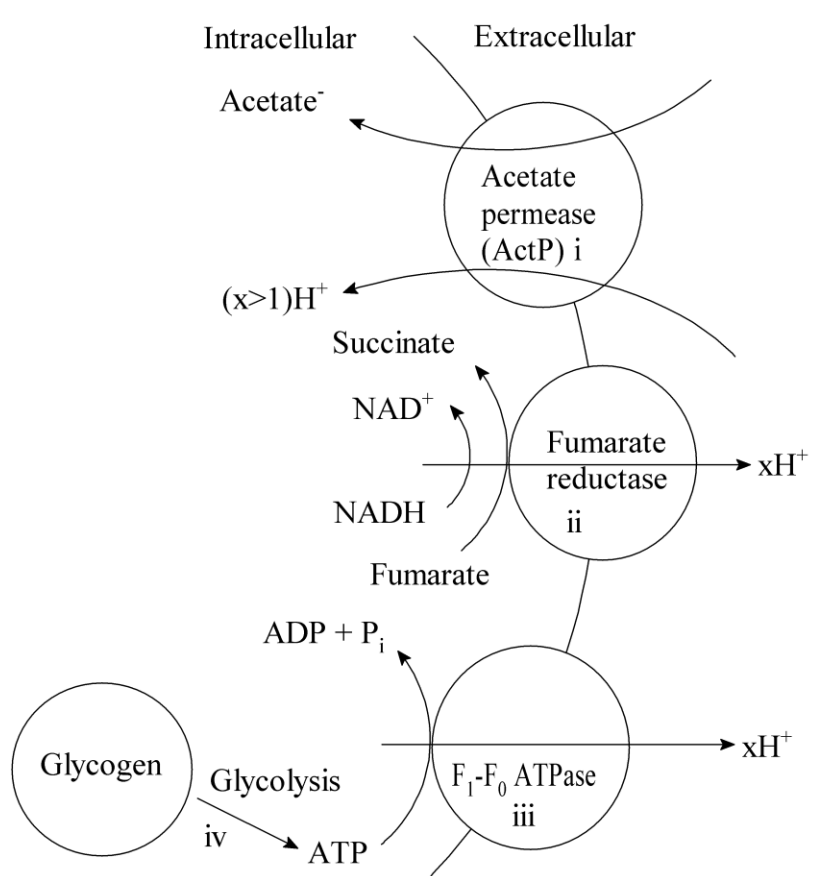 Intracellular
Extracellular
Acetate⁻
Acetate
permease
(ActP) i
(x>1)H⁺
Succinate
NAD⁺
Fumarate
reductase
ii
xH⁺
NADH
Fumarate
ADP + Pᵢ
xH⁺
Glycogen
Glycolysis
iv
F₁-F₀ ATPase
iii
ATP